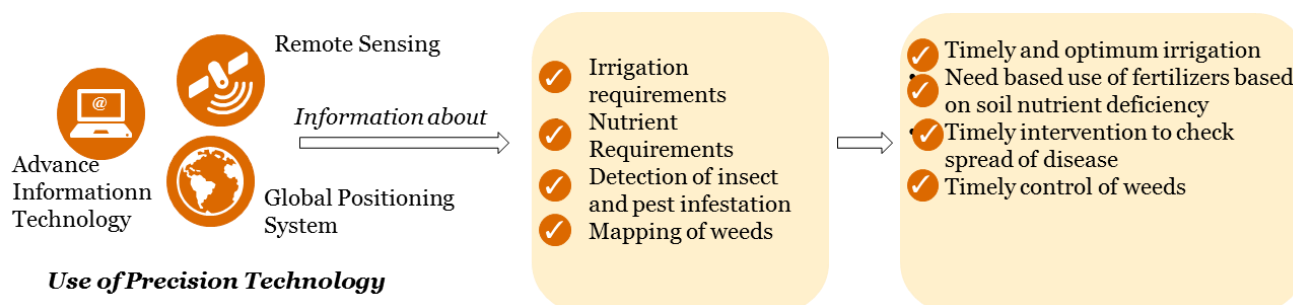 Remote Sensing
@
Advance
Informationn
Technology
Global Positioning
System
Use of Precision Technology
Information about
Irrigation
requirements
Nutrient
Requirements
Detection of insect
and pest infestation
Mapping of weeds
Timely and optimum irrigation
Need based use of fertilizers based
on soil nutrient deficiency
Timely intervention to check
spread of disease
Timely control of weeds